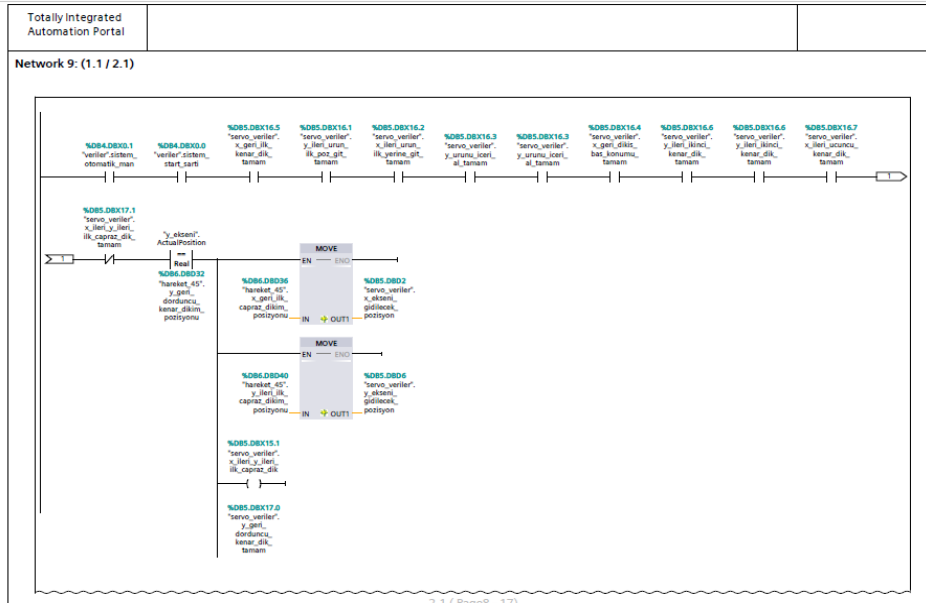 Totally Integrated
Automation Portal
Network 9: (1.1 / 2.1)
%DB4.DBX0.1
"veriler".sistem_
otomatik_man
%DB4.DBX0.0
"veriler".sistem_
start_sarti
%DB5.DBX16.5
"servo_veriler".
x_geri_ilk_
kenar_dik_
tamam
%DB5.DBX16.1
"servo_veriler".
y_ileri_urun_
ilk_poz_git_
tamam
%DB5.DBX16.2
"servo_veriler".
x_ileri_urun_
ilk_yerine_git_
tamam
%DB5.DBX16.3
"servo_veriler".
y_urunu_iceri_
al_tamam
%DB5.DBX16.3
"servo_veriler".
y_urunu_iceri_
al_tamam
%DB5.DBX16.4
"servo_veriler".
x_geri_dikis_
bas_konumu_
tamam
%DB5.DBX16.6
"servo_veriler".
y_ileri_ikinci_
kenar_dik_
tamam
%DB5.DBX16.6
"servo_veriler".
y_ileri_ikinci_
kenar_dik_
tamam
%DB5.DBX16.7
"servo_veriler".
x_ileri_ucuncu_
kenar_dik_
tamam
1
%DB5.DBX17.1
"servo_veriler".
x_ileri_y_ileri_
ilk_capraz_dik_
tamam
1
"y_ekseni".
ActualPosition
==
Real
%DB6.DBD32
"hareket_45".
y_geri_
dorduncu_
kenar_dikim_
pozisyonu
MOVE
EN
ENO
%DB6.DBD36
"hareket_45".
x_geri_ilk_
capraz_dikim_
pozisyonu
IN
OUT1
%DB5.DBD2
"servo_veriler".
x_ekseni_
gidilecek_
pozisyon
MOVE
EN
ENO
%DB6.DBD40
"hareket_45".
y_ileri_ilk_
capraz_dikim_
pozisyonu
IN
OUT1
%DB5.DBD6
"servo_veriler".
y_ekseni_
gidilecek_
pozisyon
%DB5.DBX15.1
"servo_veriler".
x_ileri_y_ileri_
ilk_capraz_dik
%DB5.DBX17.0
"servo_veriler".
y_geri_
dorduncu_
kenar_dik_
tamam
2.1 ( Page8 - 17)